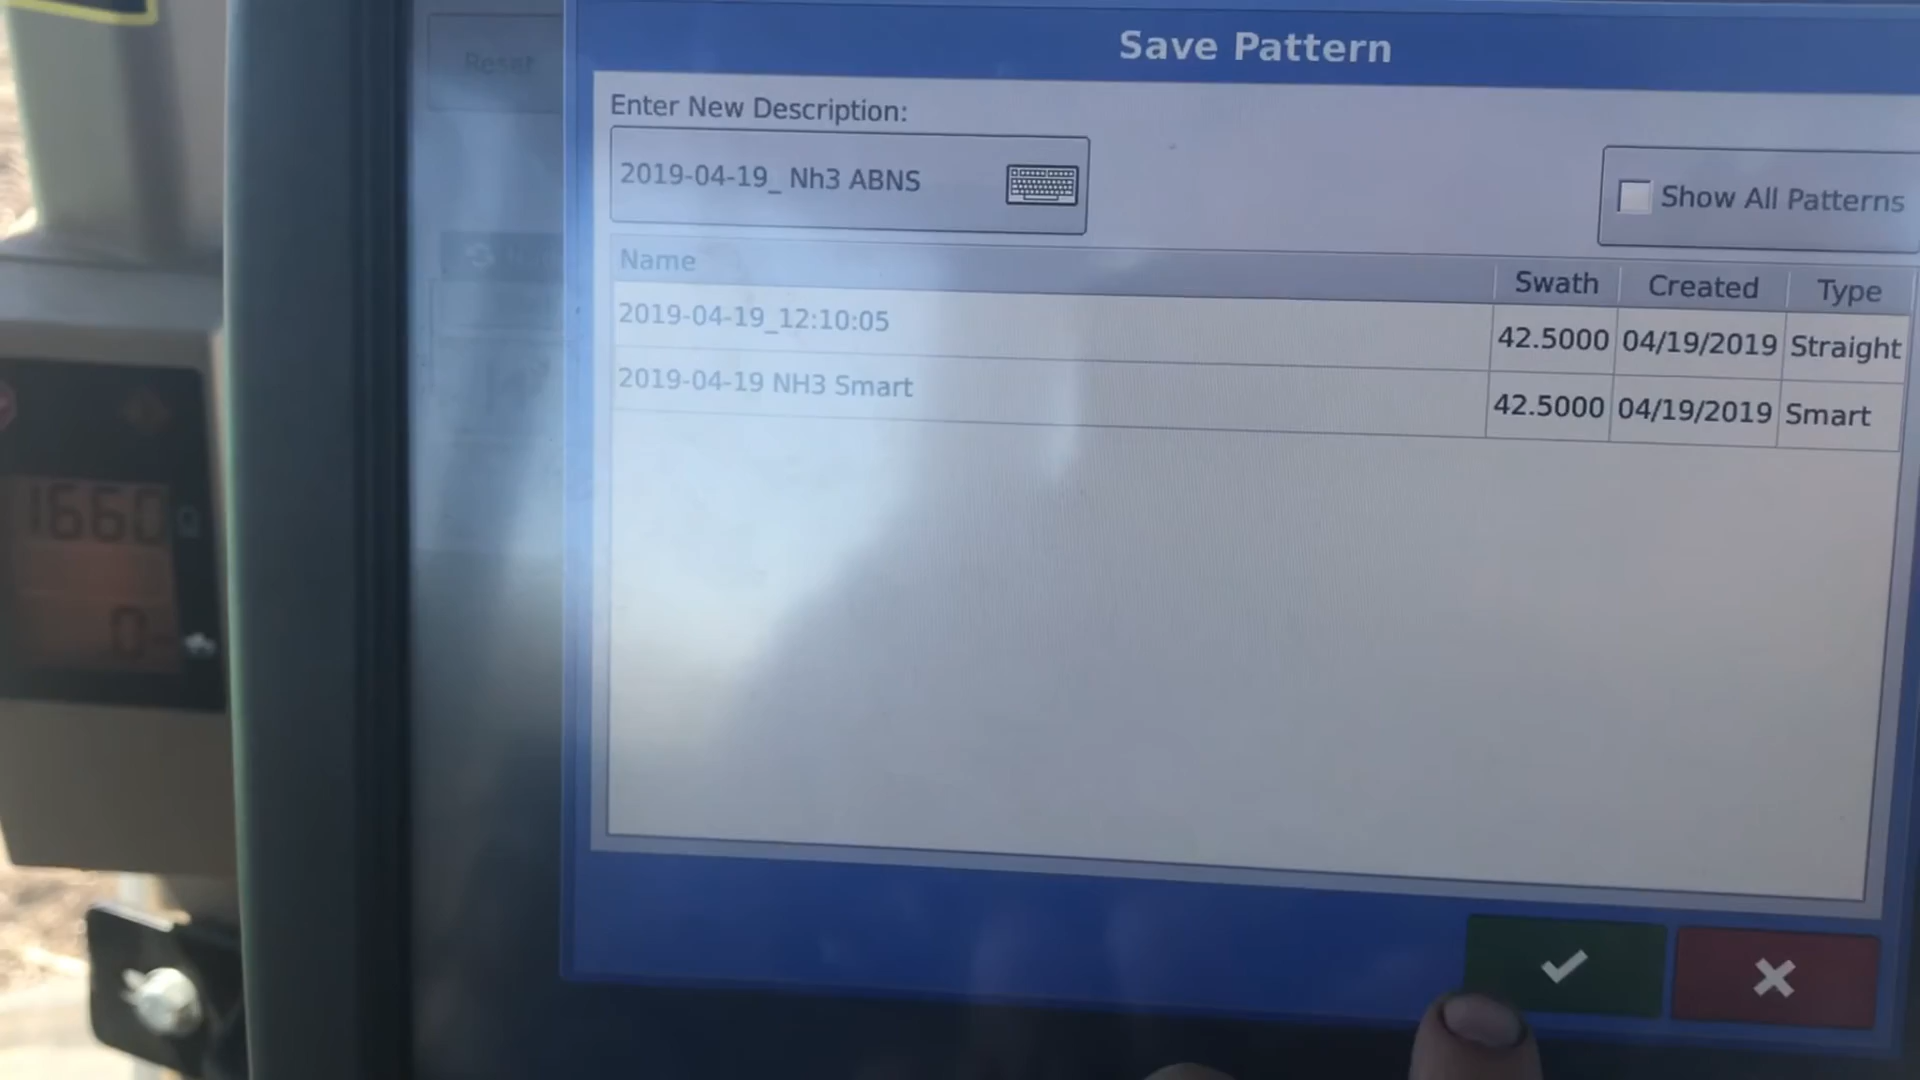 Save Pattern
Reset
Enter New Description:
2019-04-19_ Nh3 ABNS
Show All Patterns
Name Swath Created Type
2019-04-19_12:10:05 42.5000 04/19/2019 Straight
2019-04-19 NH3 Smart 42.5000 04/19/2019 Smart
1660
0